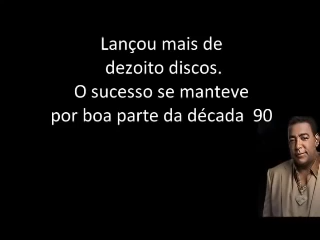 Lançou mais de
dezoito discos.
O sucesso se manteve
por boa parte da década 90